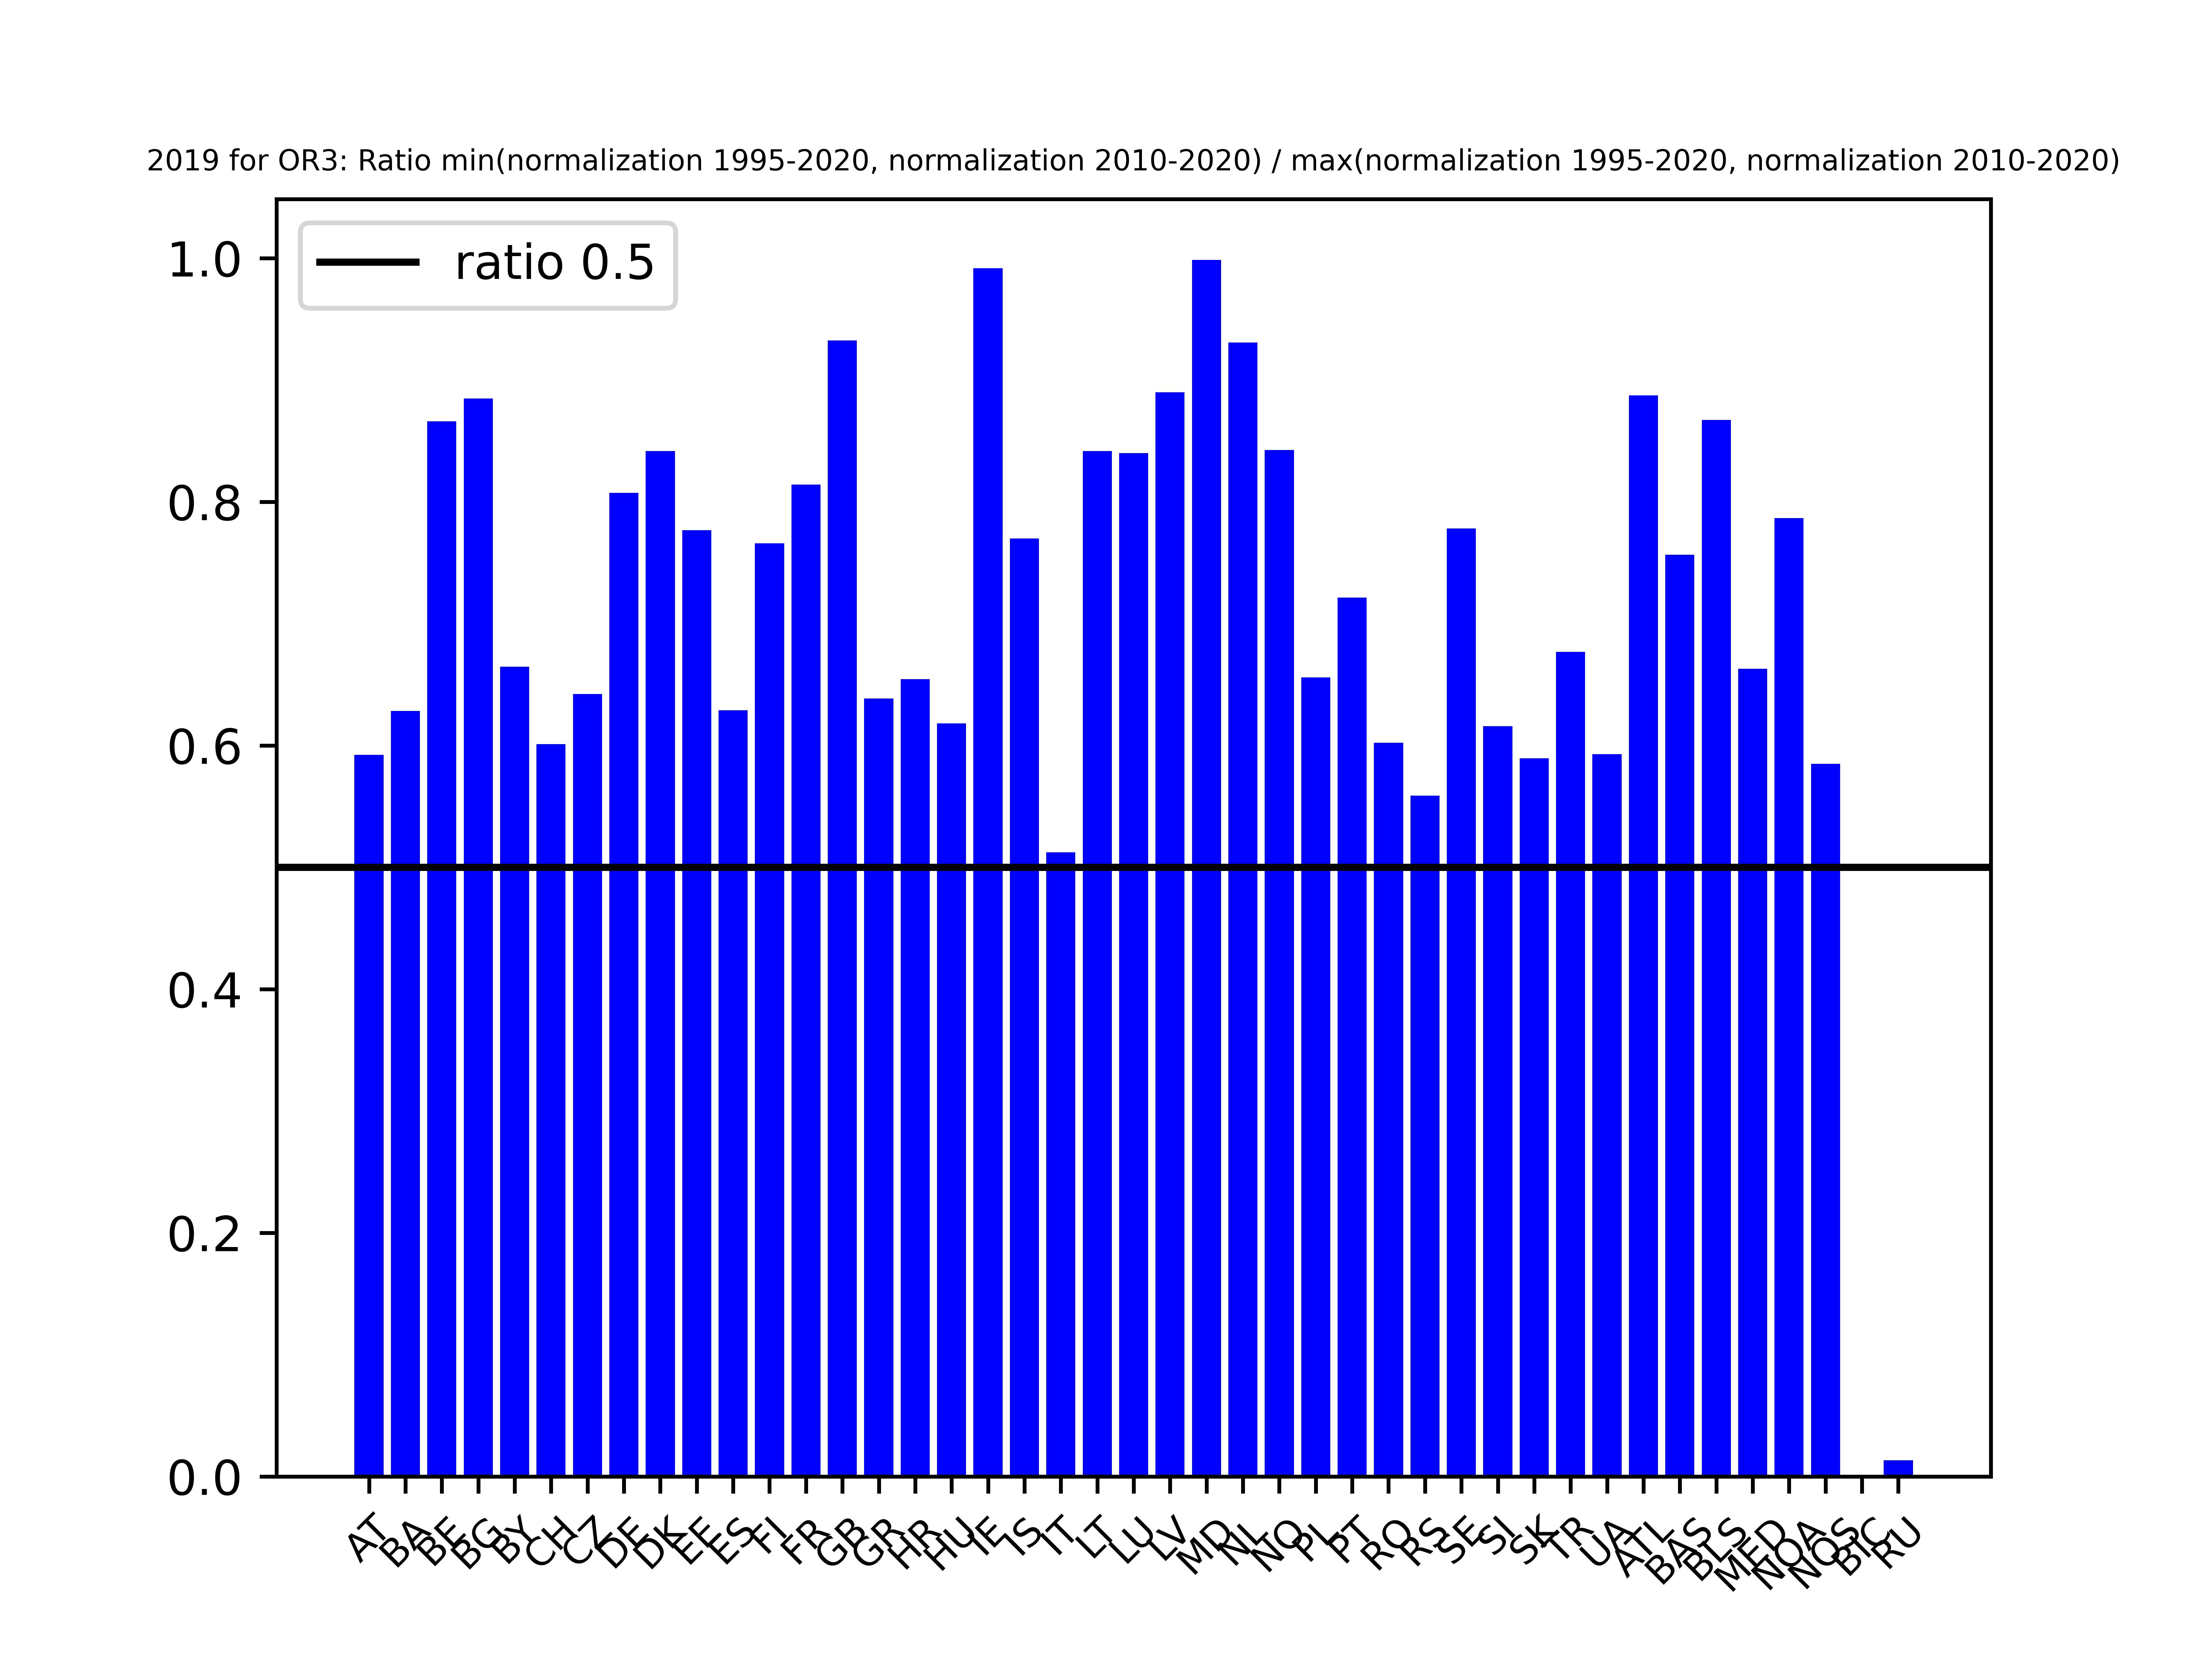 2019 for OR3: Ratio min(normalization 1995-2020, normalization 2010-2020) / max(normalization 1995-2020, normalization 2010-2020)
ratio 0.5
1.0
0.8
0.6
0.4
0.2
0.0
AT
BA
BE
BG
BY
CH
CZ
DE
DK
EE
ES
FI
FR
GB
GR
HR
HU
IE
IS
IT
LT
LU
LV
MD
NL
NO
PL
PT
RO
RS
SE
SI
SK
TR
UA
ATL
BAS
BLS
MED
NOA
NOS
BIC
RU